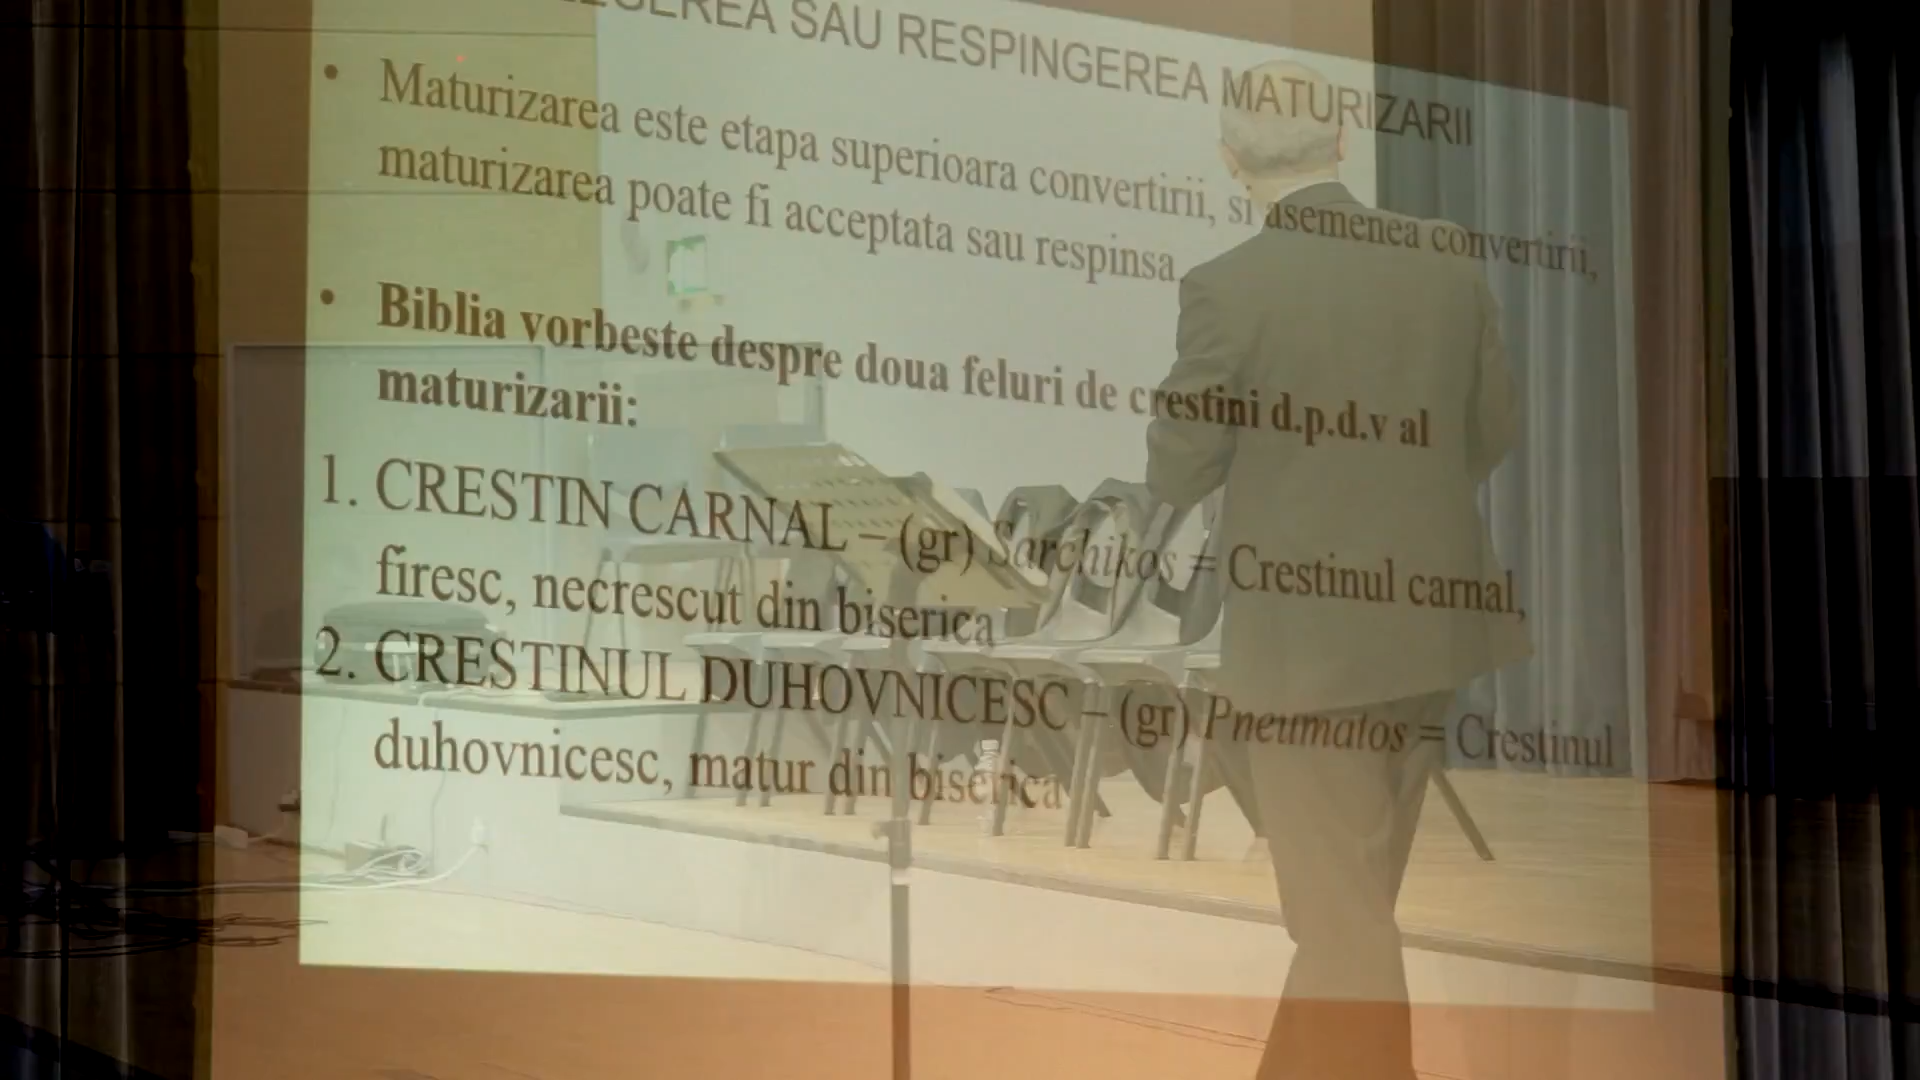 SAU RESPINGEREA MATURIZARII
• Maturizarea este etapa superioara convertirii, si asemenea convertirii,
maturizarea poate fi acceptata sau respinsa.
• Biblia vorbeste despre doua feluri de crestini d.p.d.v al
maturizarii:
1. CRESTIN CARNAL – (gr) Sarchikos = Crestinul carnal,
firesc, necrescut din biserica
2. CRESTINUL DUHOVNICESC – (gr) Pneumatos = Crestinul
duhovnicesc, matur din biserica